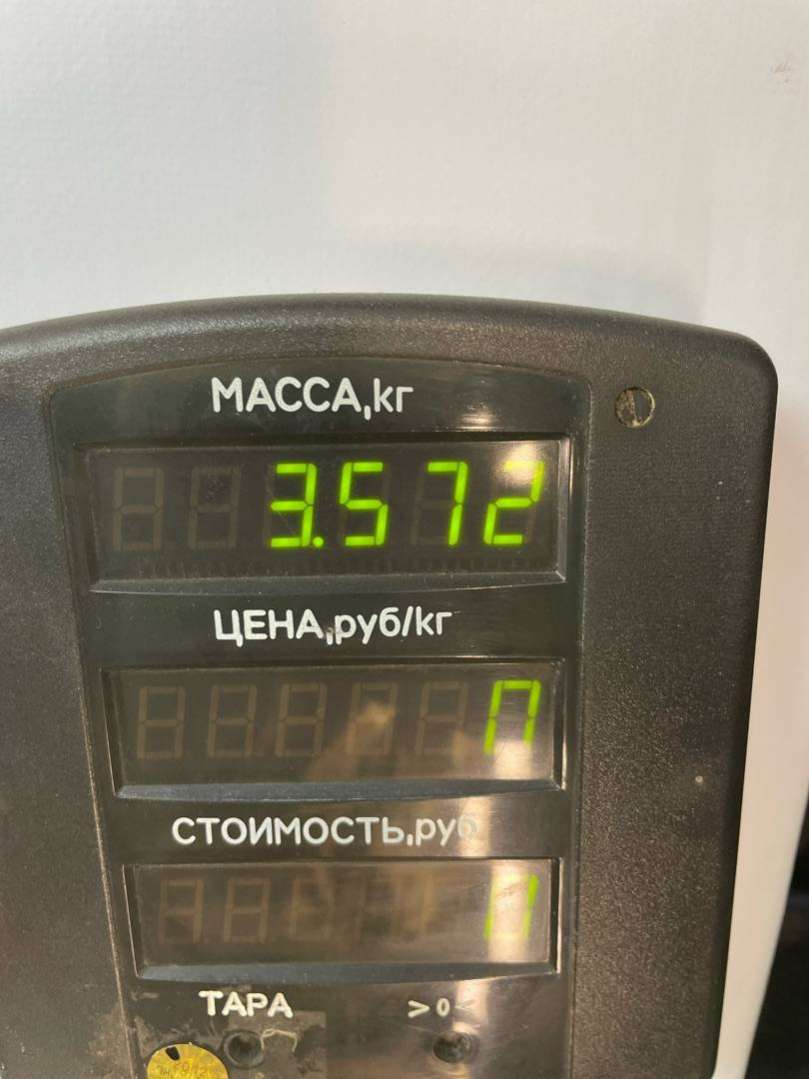 МАССА,кг
3.572
ЦЕНА,руб/кг
СТОИМОСТЬ,руб
ТАРА >0<